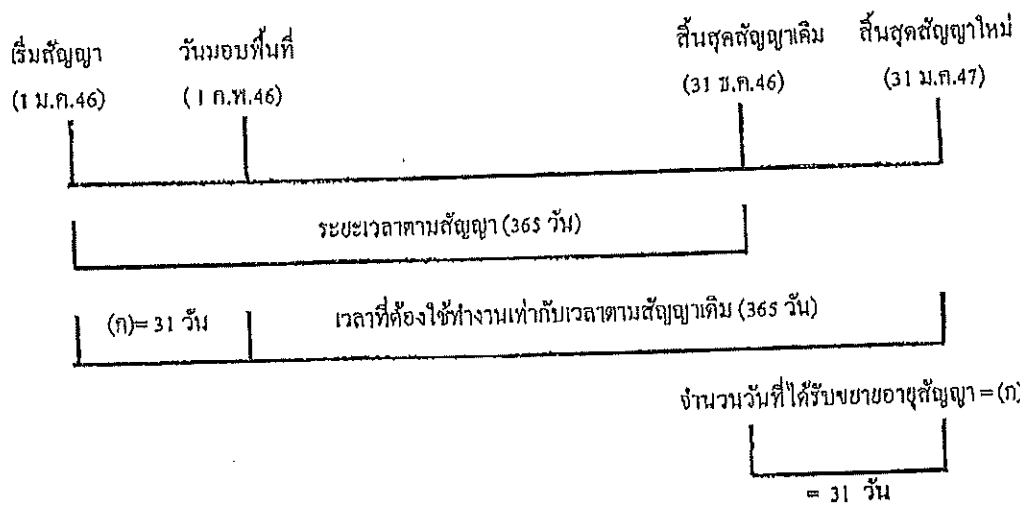 เริ่มสัญญา วันมอบพื้นที่ สิ้นสุดสัญญาเดิม สิ้นสุดสัญญาใหม่
(1 ม.ค.46) (1 ก.พ.46) (31 ธ.ค.46) (31 ม.ค.47)
ระยะเวลาตามสัญญา (365 วัน)
(ก)= 31 วัน เวลาที่ต้องใช้ทำงานเท่ากับเวลาตามสัญญาเดิม (365 วัน)
จำนวนวันที่ได้รับขยายอายุสัญญา = (ก)
= 31 วัน